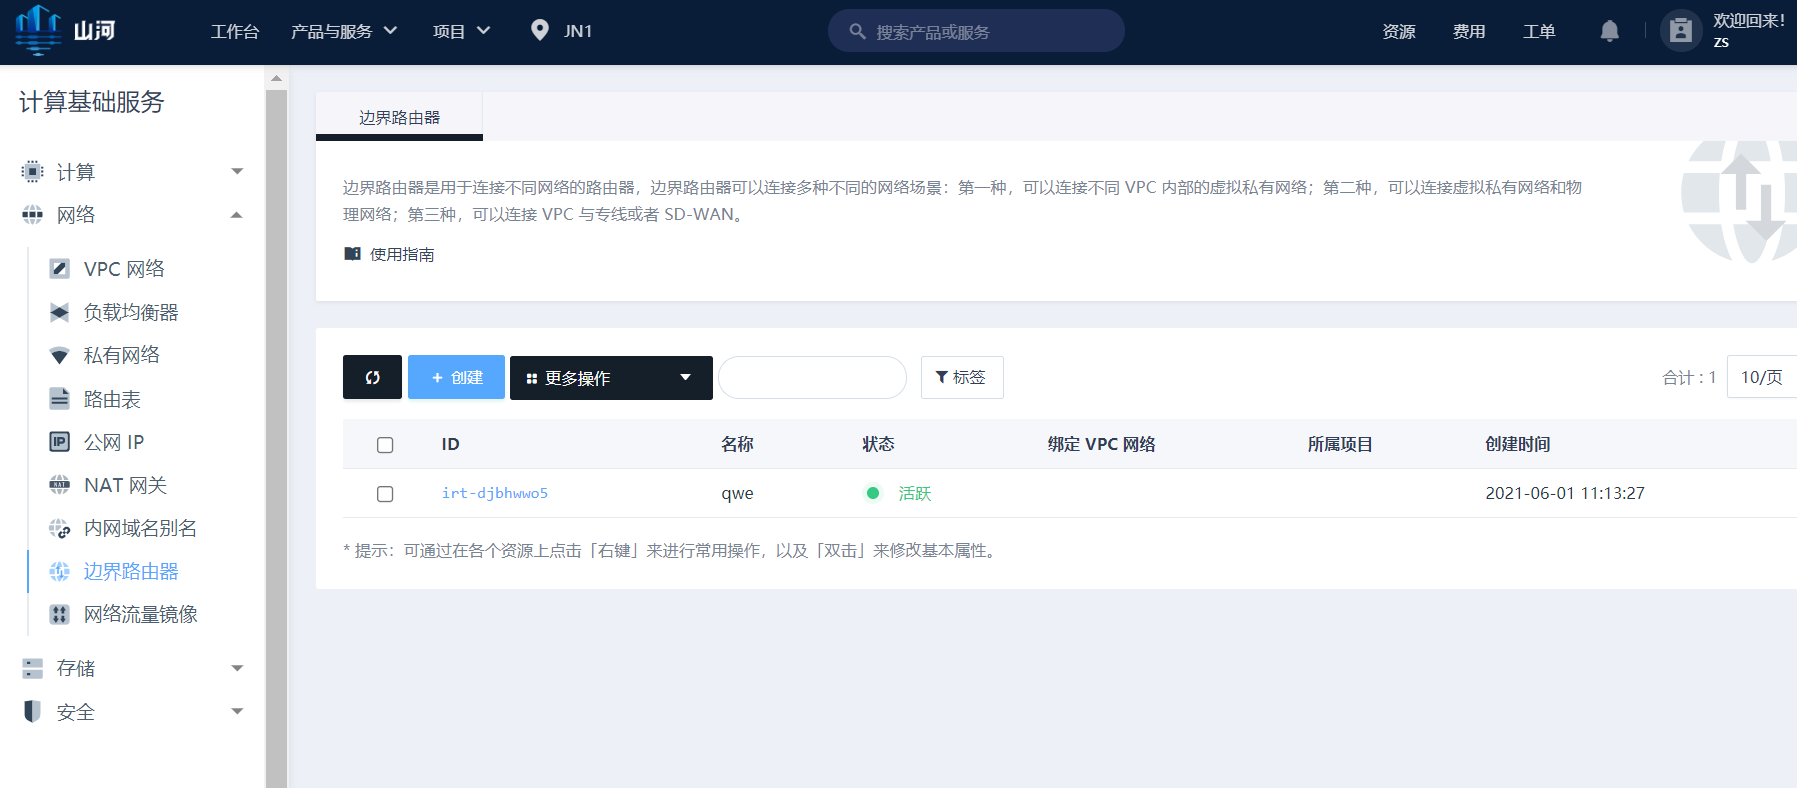 山河
工作台
产品与服务
项目
JN1
搜索产品或服务
资源
费用
工单
欢迎回来!
zs
计算基础服务
计算
网络
VPC 网络
负载均衡器
私有网络
路由表
IP 公网 IP
NAT NAT 网关
内网域名别名
边界路由器
网络流量镜像
存储
安全
边界路由器
边界路由器是用于连接不同网络的路由器，边界路由器可以连接多种不同的网络场景：第一种，可以连接不同 VPC 内部的虚拟私有网络；第二种，可以连接虚拟私有网络和物
理网络；第三种，可以连接 VPC 与专线或者 SD-WAN。
使用指南
+ 创建
更多操作
标签
合计 : 1
10/页
ID 名称 状态 绑定 VPC 网络 所属项目 创建时间
irt-djbhwwo5 qwe 活跃 2021-06-01 11:13:27
* 提示：可通过在各个资源上点击「右键」来进行常用操作，以及「双击」来修改基本属性。